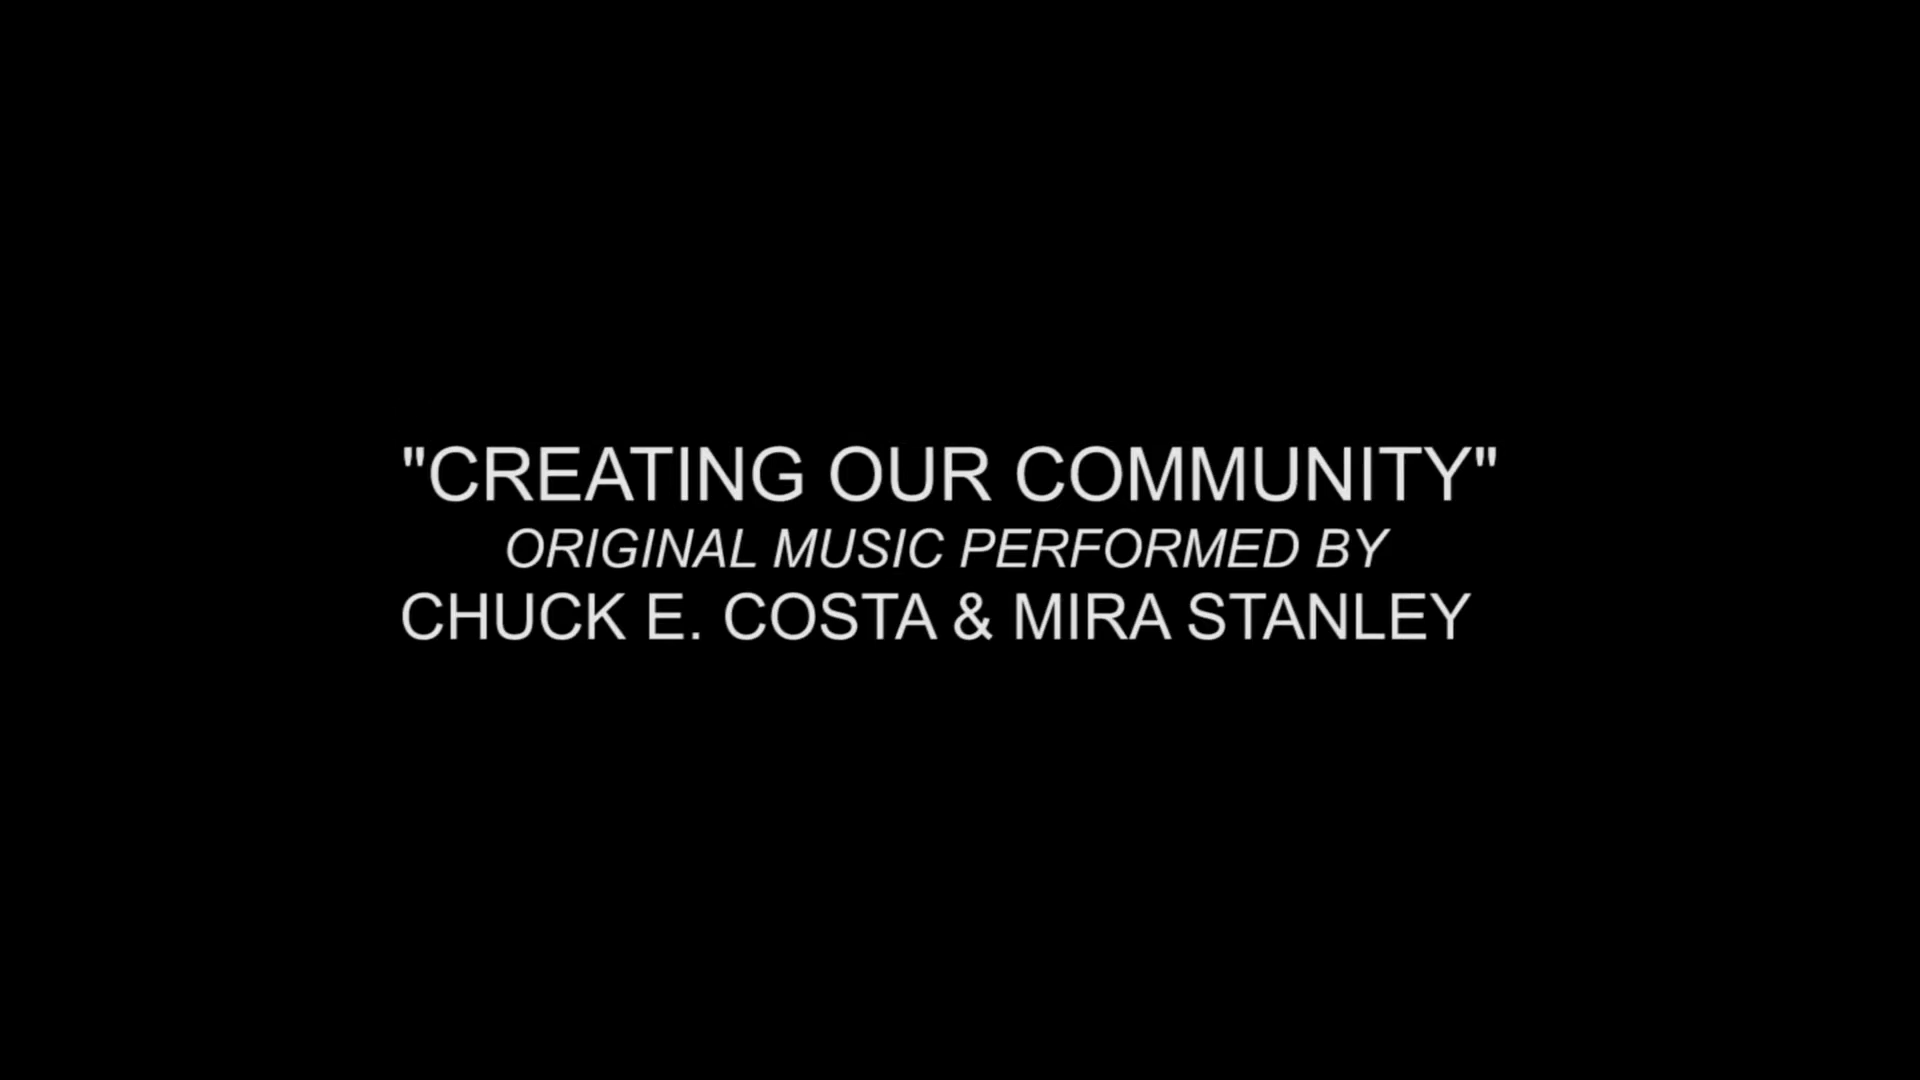 "CREATING OUR COMMUNITY"
ORIGINAL MUSIC PERFORMED BY
CHUCK E. COSTA & MIRA STANLEY